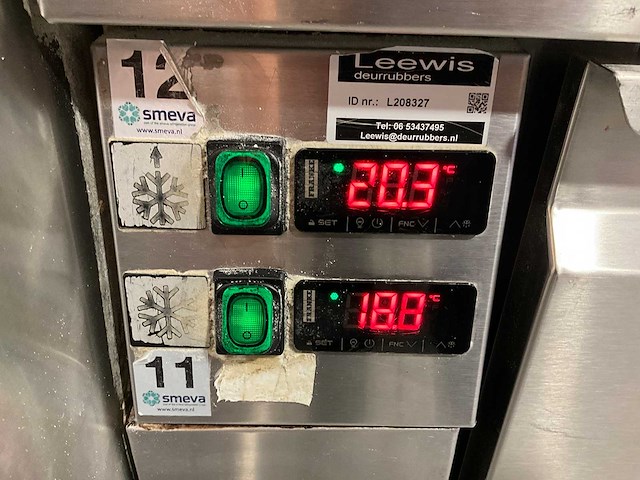 12
smeva
www.smeva.nl
Leewis
deurrubbers
ID nr.: L208327
Tel: 06 53437495
Leewis@deurrubbers.nl
20.3 °C
SET FNC
18.8 °C
SET FNC
11
smeva
www.smeva.nl